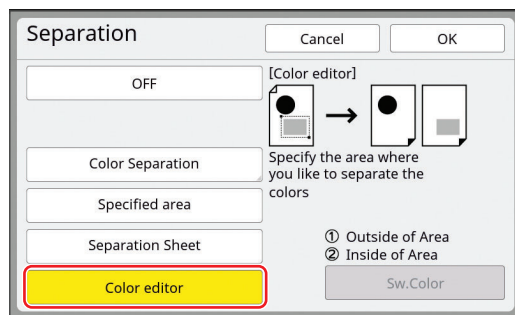 Separation
Cancel
OK
OFF
[Color editor]
Color Separation
Specify the area where
you like to separate the
colors
Specified area
Separation Sheet
① Outside of Area
② Inside of Area
Color editor
Sw.Color